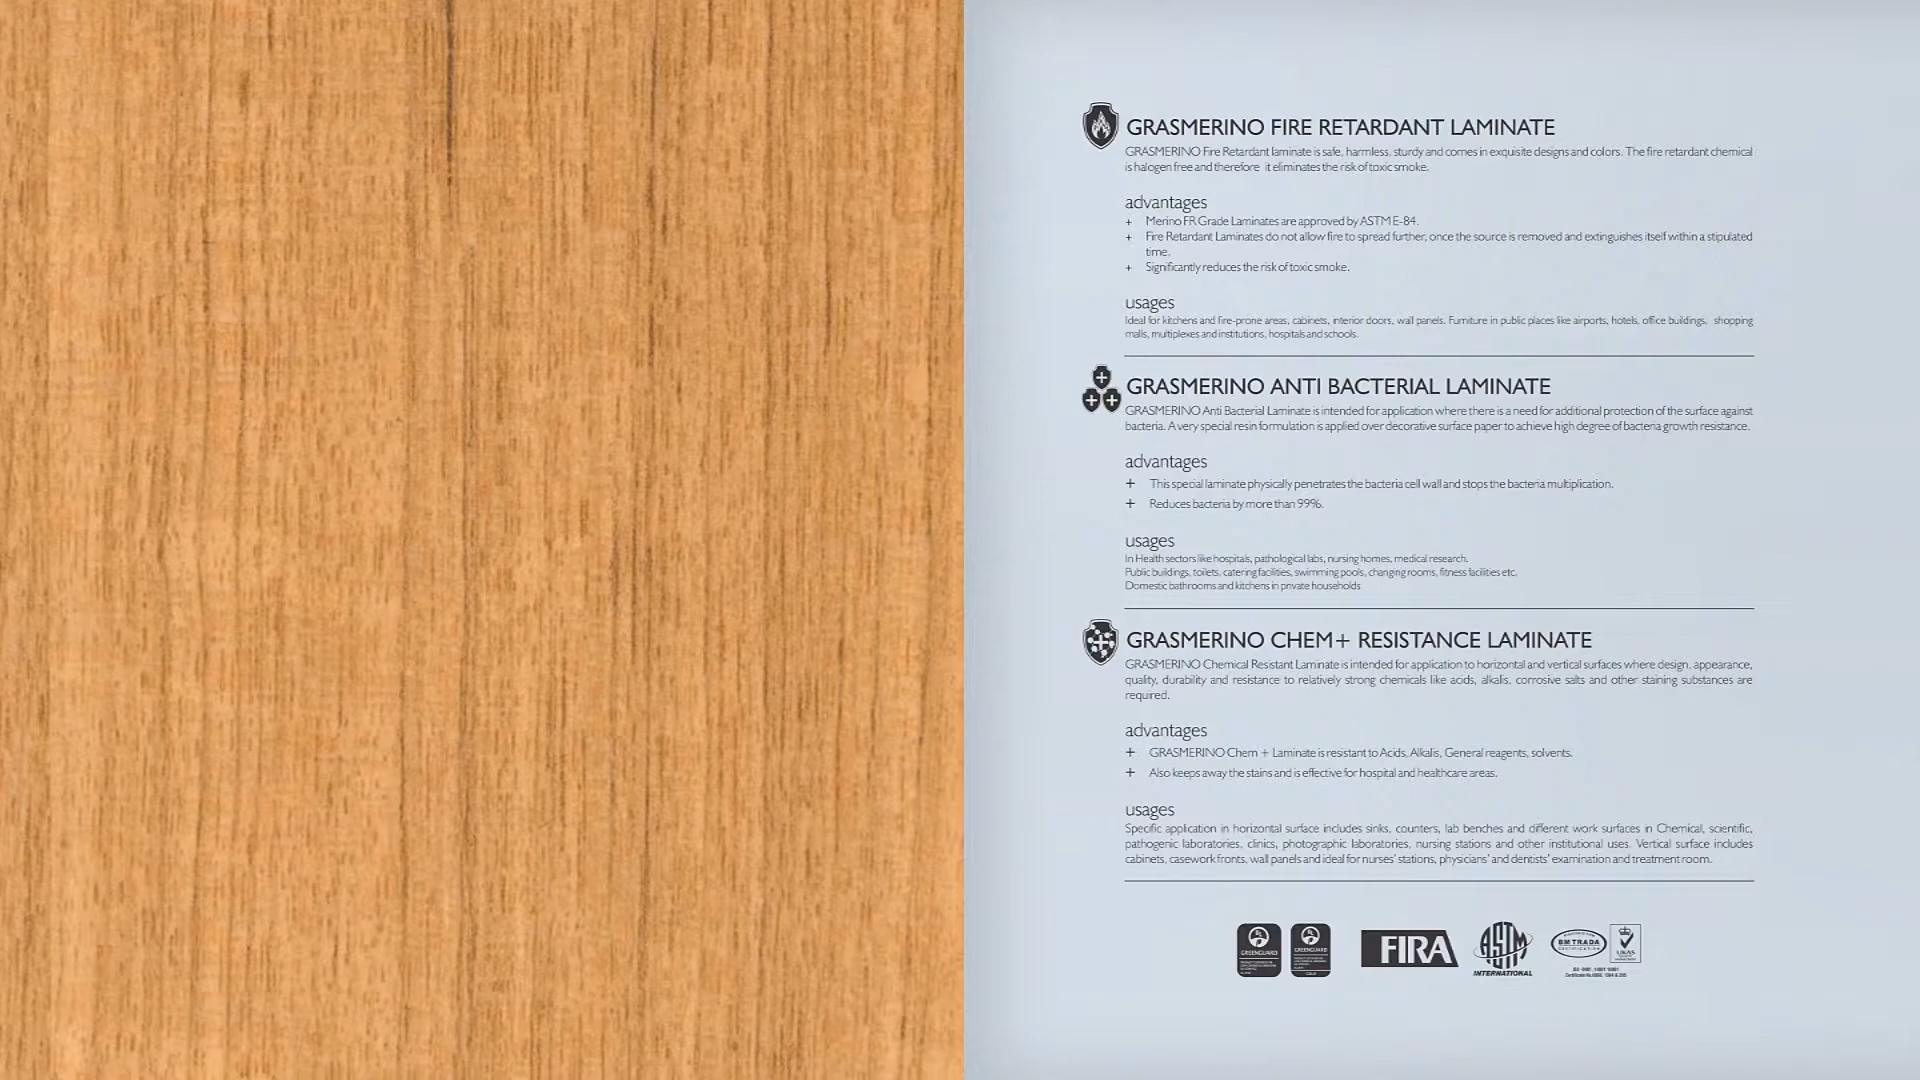 GRASMERINO FIRE RETARDANT LAMINATE
GRASMERINO Fire Retardant laminate is safe, harmless, sturdy and comes in exquisite designs and colors. The fire retardant chemical
is halogen free and therefore it eliminates the risk of toxic smoke.
advantages
+ Merino FR Grade Laminates are approved by ASTM E-84.
+ Fire Retardant Laminates do not allow fire to spread further, once the source is removed and extinguishes itself within a stipulated
time.
+ Significantly reduces the risk of toxic smoke.
usages
Ideal for kitchens and fire-prone areas, cabinets, interior doors, wall panels. Furniture in public places like airports, hotels, office buildings, shopping
malls, multiplexes and institutions, hospitals and schools.
GRASMERINO ANTI BACTERIAL LAMINATE
GRASMERINO Anti Bacterial Laminate is intended for application where there is a need for additional protection of the surface against
bacteria. A very special resin formulation is applied over decorative surface paper to achieve high degree of bacteria growth resistance.
advantages
+ This special laminate physically penetrates the bacteria cell wall and stops the bacteria multiplication.
+ Reduces bacteria by more than 99%.
usages
In Health sectors like hospitals, pathological labs, nursing homes, medical research.
Public buildings, toilets, catering facilities, swimming pools, changing rooms, fitness facilities etc.
Domestic bathrooms and kitchens in private households
GRASMERINO CHEM+ RESISTANCE LAMINATE
GRASMERINO Chemical Resistant Laminate is intended for application to horizontal and vertical surfaces where design, appearance,
quality, durability and resistance to relatively strong chemicals like acids, alkalis, corrosive salts and other staining substances are
required.
advantages
+ GRASMERINO Chem + Laminate is resistant to Acids, Alkalis, General reagents, solvents.
+ Also keeps away the stains and is effective for hospital and healthcare areas.
usages
Specific application in horizontal surface includes sinks, counters, lab benches and different work surfaces in Chemical, scientific,
pathogenic laboratories, clinics, photographic laboratories, nursing stations and other institutional uses. Vertical surface includes
cabinets, casework fronts, wall panels and ideal for nurses' stations, physicians' and dentists' examination and treatment room.
GREENGUARD
GREENGUARD
GOLD
FIRA
ASTM
INTERNATIONAL
BM TRADA
CERTIFICATION
UKAS